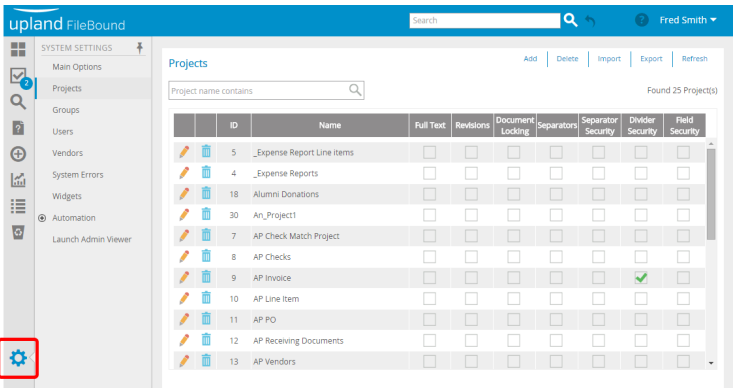 upland FileBound
Search
Fred Smith
SYSTEM SETTINGS
Main Options
Projects
Groups
Users
Vendors
System Errors
Widgets
Automation
Launch Admin Viewer
2
Projects
Add Delete Import Export Refresh
Project name contains
Found 25 Project(s)
ID Name Full Text Revisions Document Locking Separators Separator Security Divider Security Field Security
5 _Expense Report Line Items
4 _Expense Reports
18 Alumni Donations
30 An_Project1
7 AP Check Match Project
8 AP Checks
9 AP Invoice
10 AP Line Item
11 AP PO
12 AP Receiving Documents
13 AP Vendors